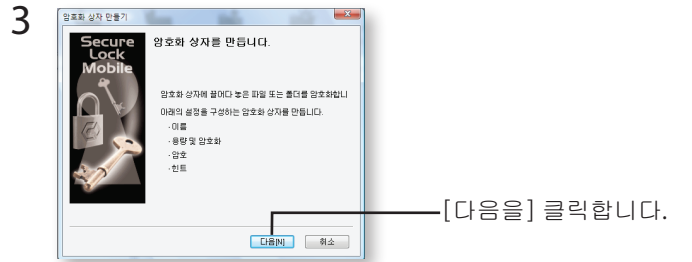 3
암호화 상자 만들기
Secure
Lock
Mobile
암호화 상자를 만듭니다.
암호화 상자에 끌어다 놓은 파일 또는 폴더를 암호화합니
아래의 설정을 구성하는 암호화 상자를 만듭니다.
·이름
·용량 및 암호화
·암호
·힌트
다음[N]
취소
[다음을] 클릭합니다.